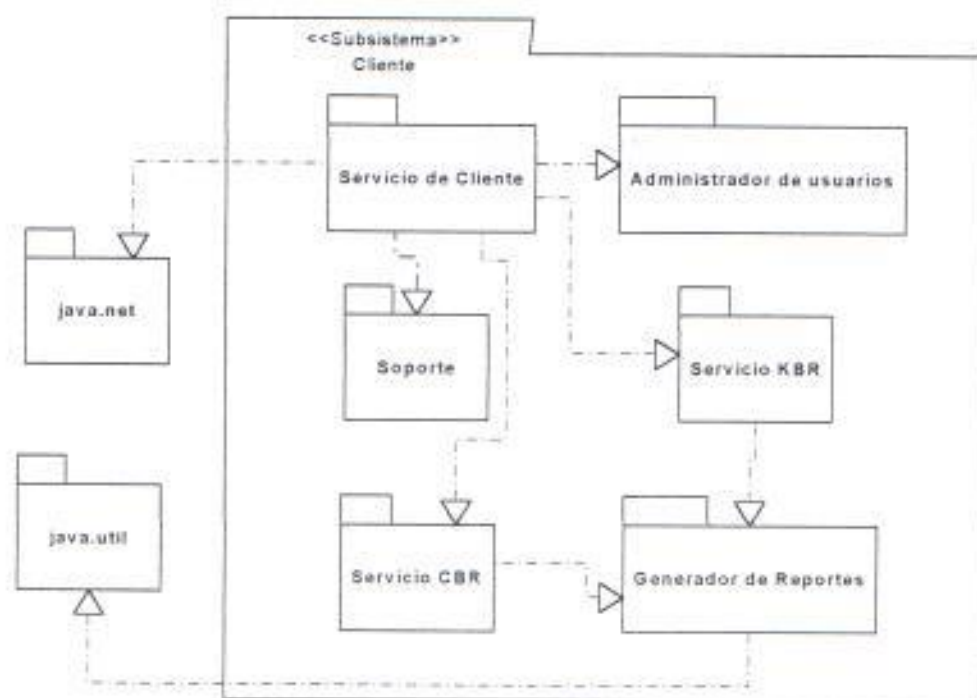 <<Subsistema>>
Cliente
Servicio de Cliente
Administrador de usuarios
java.net
Soporte
Servicio KBR
java.util
Servicio CBR
Generador de Reportes